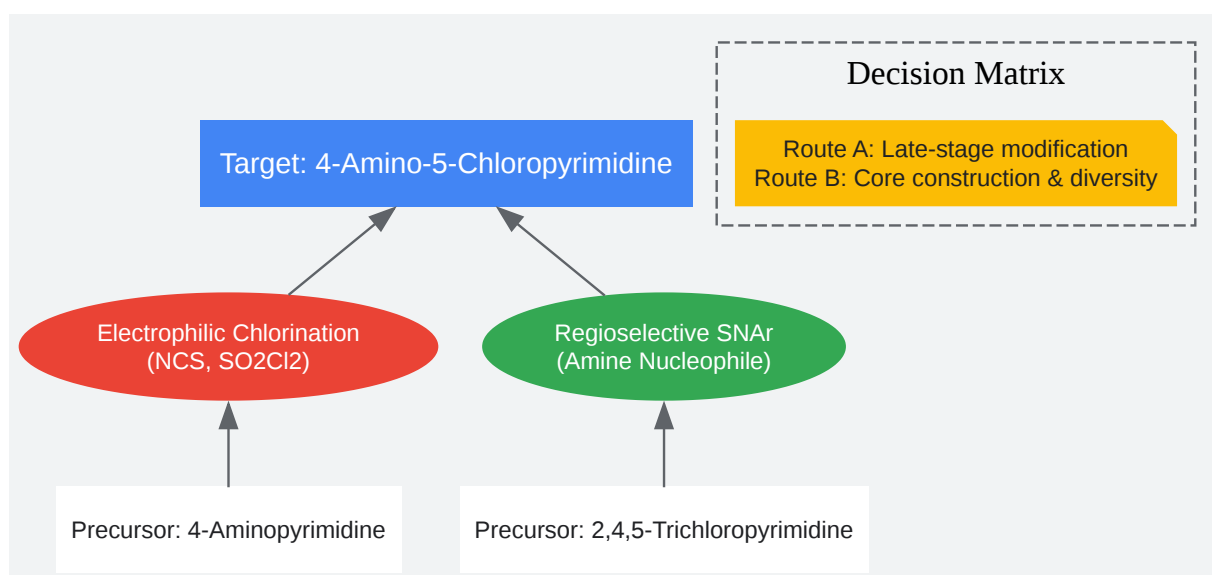 Decision Matrix
Target: 4-Amino-5-Chloropyrimidine
Route A: Late-stage modification
Route B: Core construction & diversity
Electrophilic Chlorination
(NCS, SO2Cl2)
Regioselective SNAr
(Amine Nucleophile)
Precursor: 4-Aminopyrimidine
Precursor: 2,4,5-Trichloropyrimidine